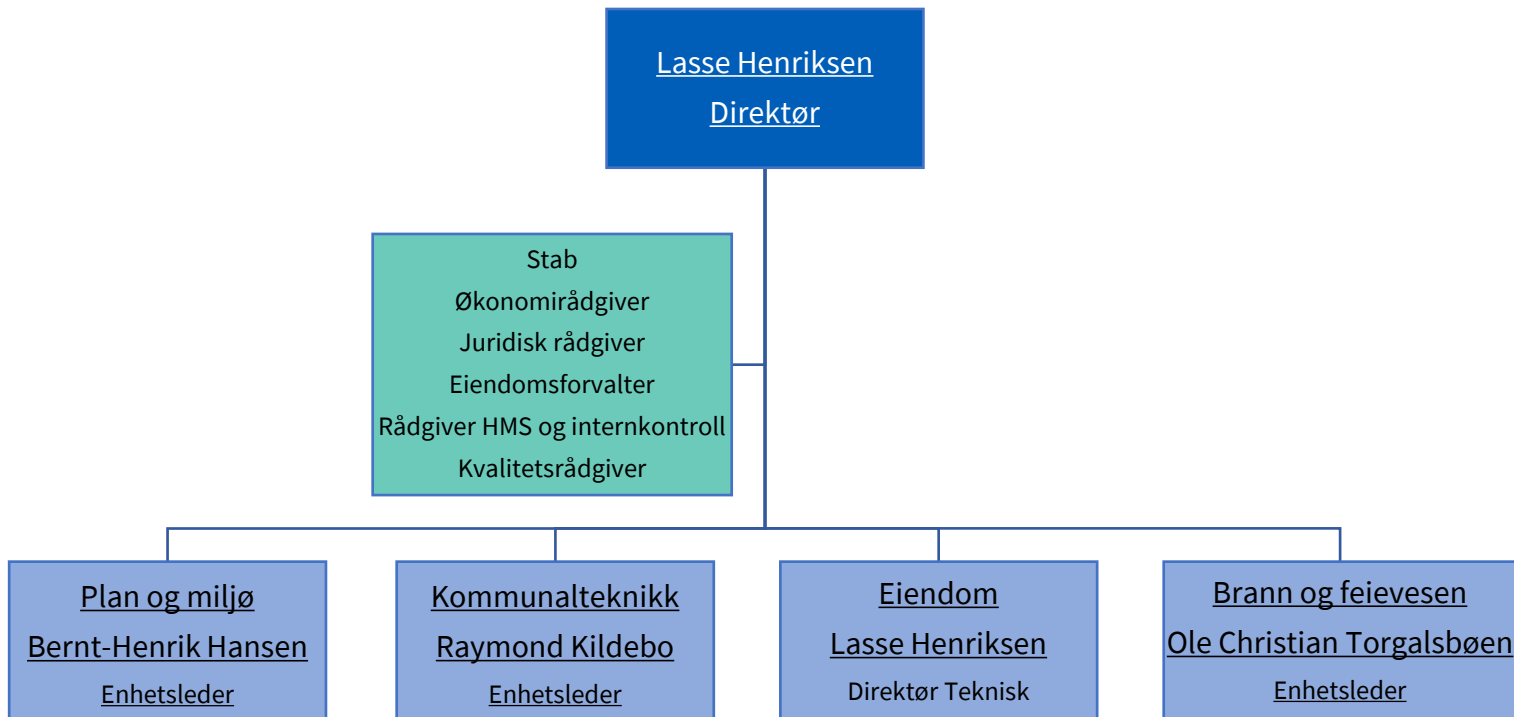 Lasse Henriksen
Direktør
Stab
Økonomirådgiver
Juridisk rådgiver
Eiendomsforvalter
Rådgiver HMS og internkontroll
Kvalitetsrådgiver
Plan og miljø
Bernt-Henrik Hansen
Enhetsleder
Kommunalteknikk
Raymond Kildebo
Enhetsleder
Eiendom
Lasse Henriksen
Direktør Teknisk
Brann og feievesen
Ole Christian Torgalsbøen
Enhetsleder